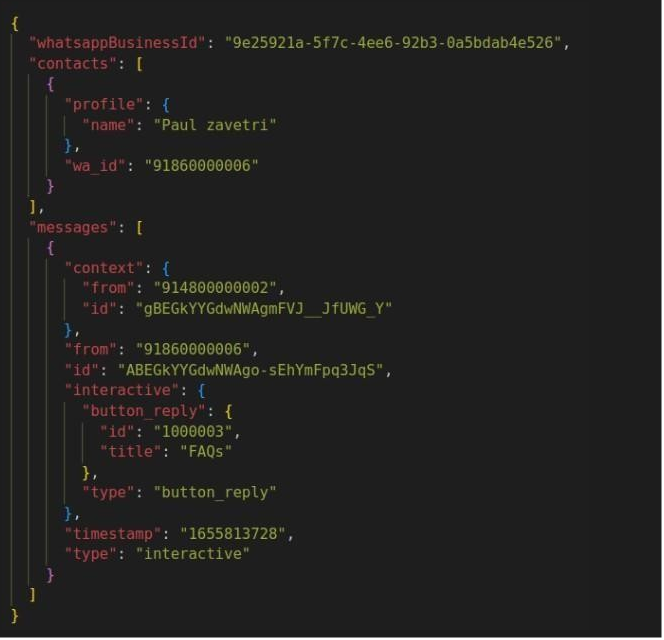 {
"whatsappBusinessId": "9e25921a-5f7c-4ee6-92b3-0a5bdab4e526",
"contacts": [
{
"profile": {
"name": "Paul zavetri"
},
"wa_id": "91860000006"
}
],
"messages": [
{
"context": {
"from": "914800000002",
"id": "gBEGkYYGdwNWAgmFVJ__JfUWG_Y"
},
"from": "91860000006",
"id": "ABEGkYYGdwNWAgo-sEhYmFpq3JqS",
"interactive": {
"button_reply": {
"id": "1000003",
"title": "FAQs"
},
"type": "button_reply"
},
"timestamp": "1655813728",
"type": "interactive"
}
]
}